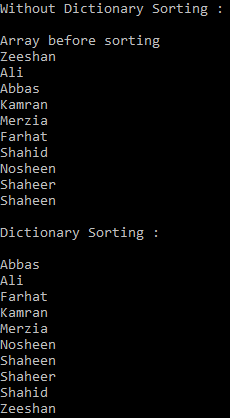 Without Dictionary Sorting :
Array before sorting
Zeeshan
Ali
Abbas
Kamran
Merzia
Farhat
Shahid
Nosheen
Shaheer
Shaheen
Dictionary Sorting :
Abbas
Ali
Farhat
Kamran
Merzia
Nosheen
Shaheen
Shaheer
Shahid
Zeeshan